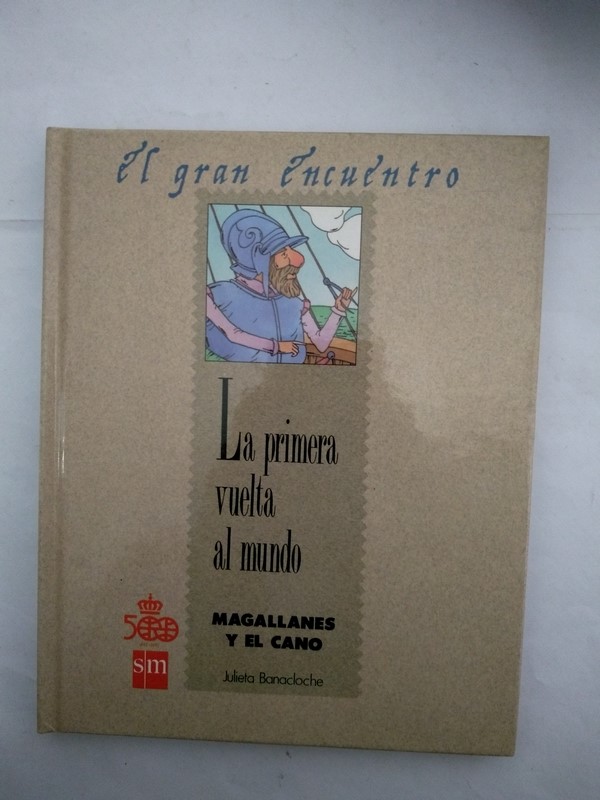 el gran encuentro
La primera
vuelta
al mundo
MAGALLANES
Y EL CANO
Julieta Banacloche
500
sm